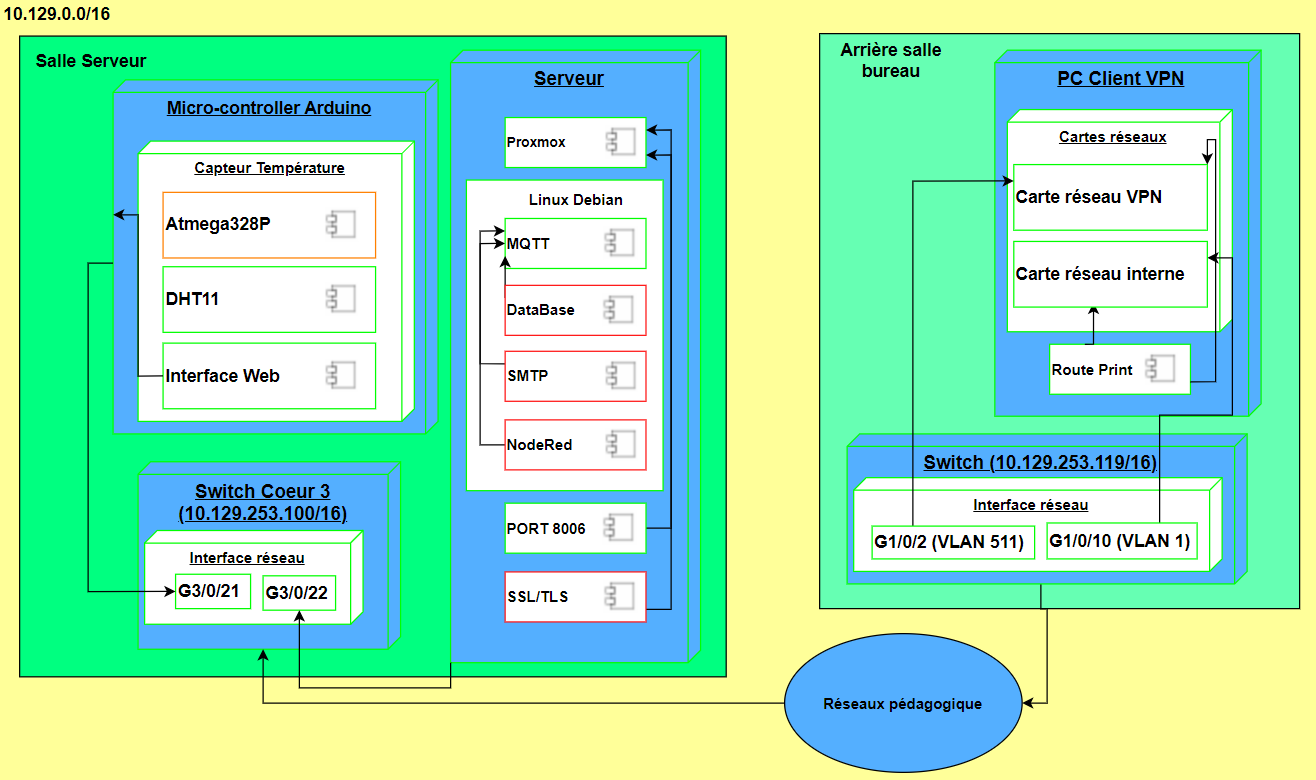 10.129.0.0/16
Salle Serveur
Micro-controller Arduino
Capteur Température
Atmega328P
DHT11
Interface Web
Switch Coeur 3
(10.129.253.100/16)
Interface réseau
G3/0/21
G3/0/22
Serveur
Proxmox
Linux Debian
MQTT
DataBase
SMTP
NodeRed
PORT 8006
SSL/TLS
Arrière salle
bureau
PC Client VPN
Cartes réseaux
Carte réseau VPN
Carte réseau interne
Route Print
Switch (10.129.253.119/16)
Interface réseau
G1/0/2 (VLAN 511)
G1/0/10 (VLAN 1)
Réseaux pédagogique